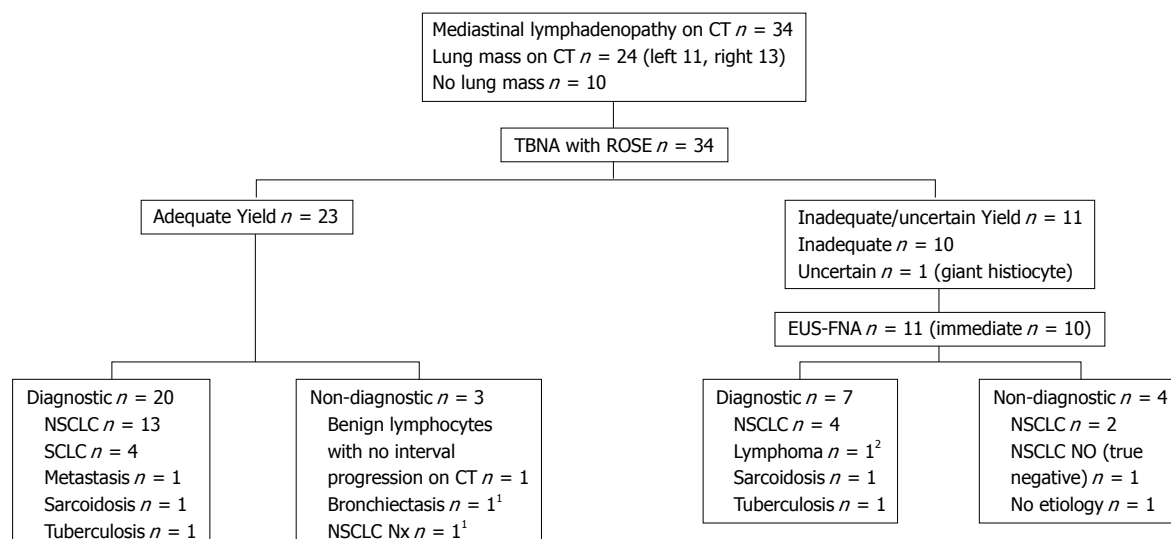 Mediastinal lymphadenopathy on CT n = 34
Lung mass on CT n = 24 (left 11, right 13)
No lung mass n = 10
TBNA with ROSE n = 34
Adequate Yield n = 23
Inadequate/uncertain Yield n = 11
Inadequate n = 10
Uncertain n = 1 (giant histiocyte)
EUS-FNA n = 11 (immediate n = 10)
Diagnostic n = 20
NSCLC n = 13
SCLC n = 4
Metastasis n = 1
Sarcoidosis n = 1
Tuberculosis n = 1
Non-diagnostic n = 3
Benign lymphocytes
with no interval
progression on CT n = 1
Bronchiectasis n = 1¹
NSCLC Nx n = 1¹
Diagnostic n = 7
NSCLC n = 4
Lymphoma n = 1²
Sarcoidosis n = 1
Tuberculosis n = 1
Non-diagnostic n = 4
NSCLC n = 2
NSCLC NO (true
negative) n = 1
No etiology n = 1